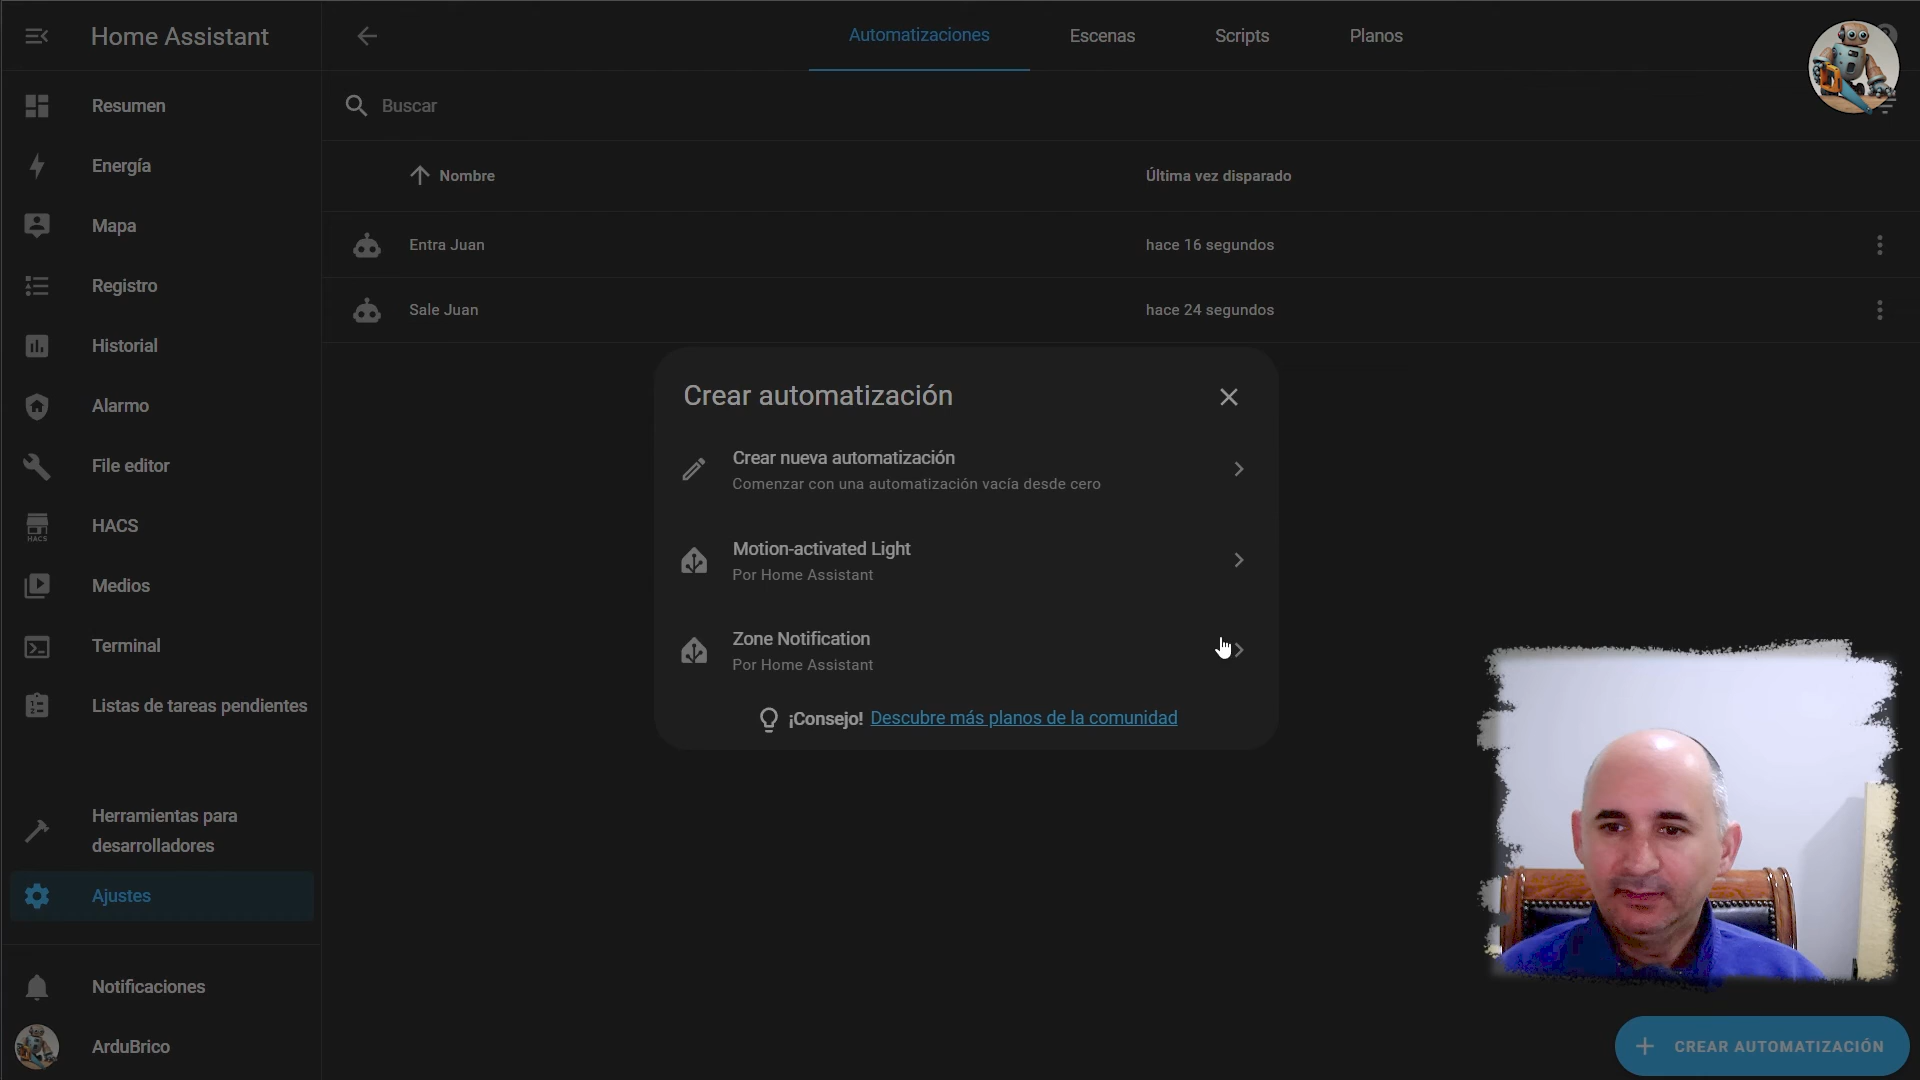 Home Assistant
Automatizaciones
Escenas
Scripts
Planos
Resumen
Energía
Mapa
Registro
Historial
Alarmo
File editor
HACS
HACS
Medios
Terminal
Listas de tareas pendientes
Herramientas para
desarrolladores
Ajustes
Notificaciones
ArduBrico
Buscar
Nombre
Última vez disparado
Entra Juan
hace 16 segundos
Sale Juan
hace 24 segundos
Crear automatización
Crear nueva automatización
Comenzar con una automatización vacía desde cero
Motion-activated Light
Por Home Assistant
Zone Notification
Por Home Assistant
¡Consejo! Descubre más planos de la comunidad
CREAR AUTOMATIZACIÓN